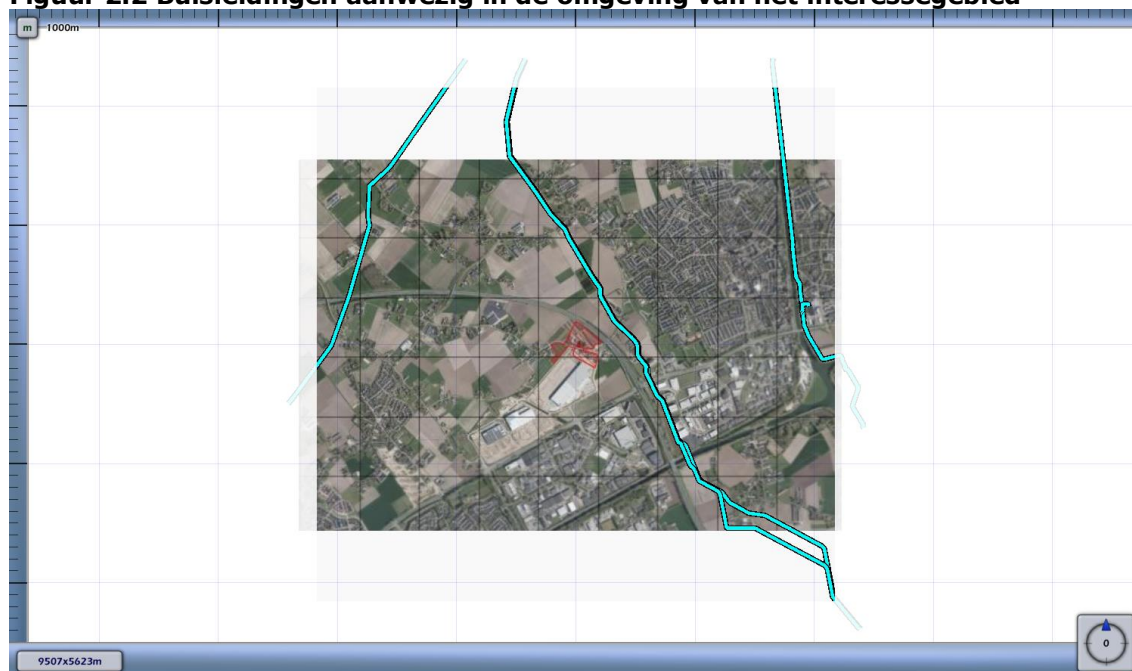 Figuur 2.2 Buisleidingen aanwezig in de omgeving van het interessegebied
m 1000m
9507x5623m
0